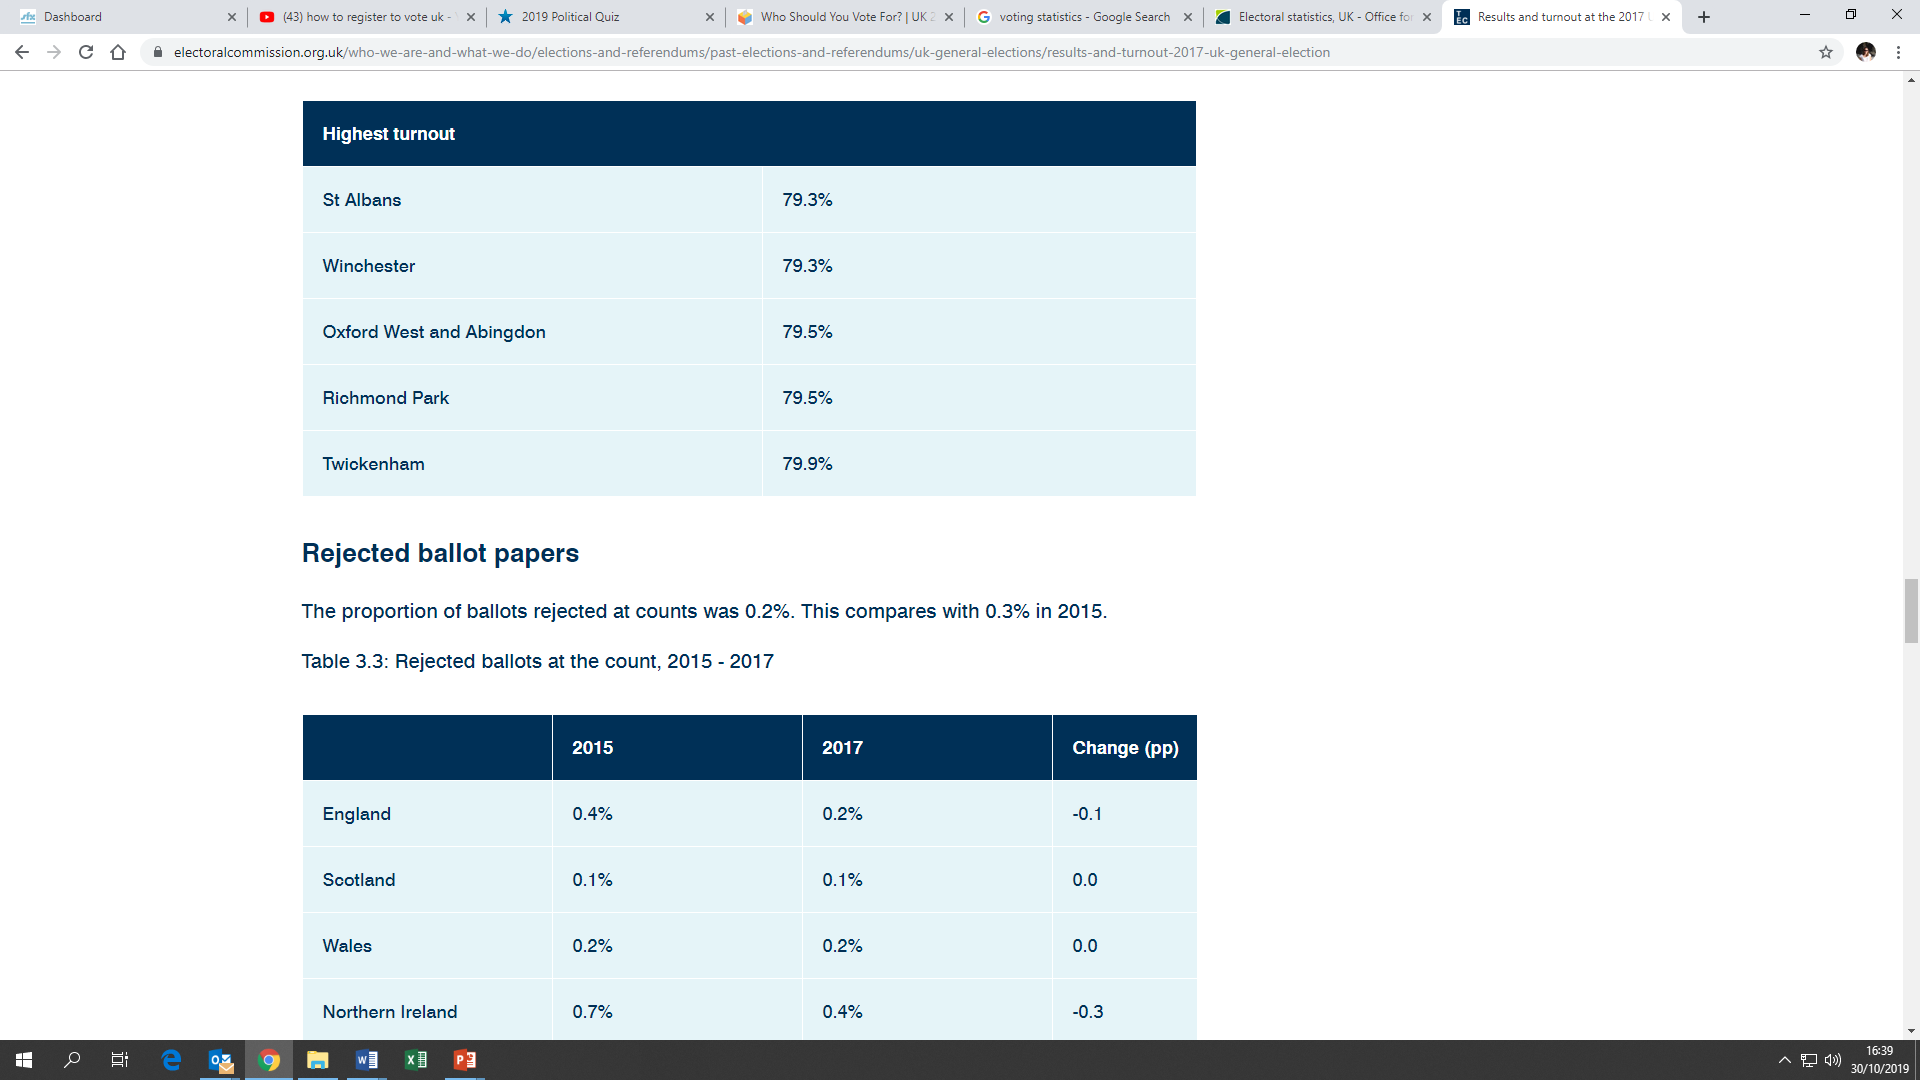 Dashboard
(43) how to register to vote uk -
2019 Political Quiz
Who Should You Vote For? | UK 2
voting statistics - Google Search
Electoral statistics, UK - Office fo
Results and turnout at the 2017
electoralcommission.org.uk/who-we-are-and-what-we-do/elections-and-referendums/past-elections-and-referendums/uk-general-elections/results-and-turnout-2017-uk-general-election
Highest turnout
St Albans 79.3%
Winchester 79.3%
Oxford West and Abingdon 79.5%
Richmond Park 79.5%
Twickenham 79.9%
Rejected ballot papers
The proportion of ballots rejected at counts was 0.2%. This compares with 0.3% in 2015.
Table 3.3: Rejected ballots at the count, 2015 - 2017
2015 2017 Change (pp)
England 0.4% 0.2% -0.1
Scotland 0.1% 0.1% 0.0
Wales 0.2% 0.2% 0.0
Northern Ireland 0.7% 0.4% -0.3
16:39
30/10/2019